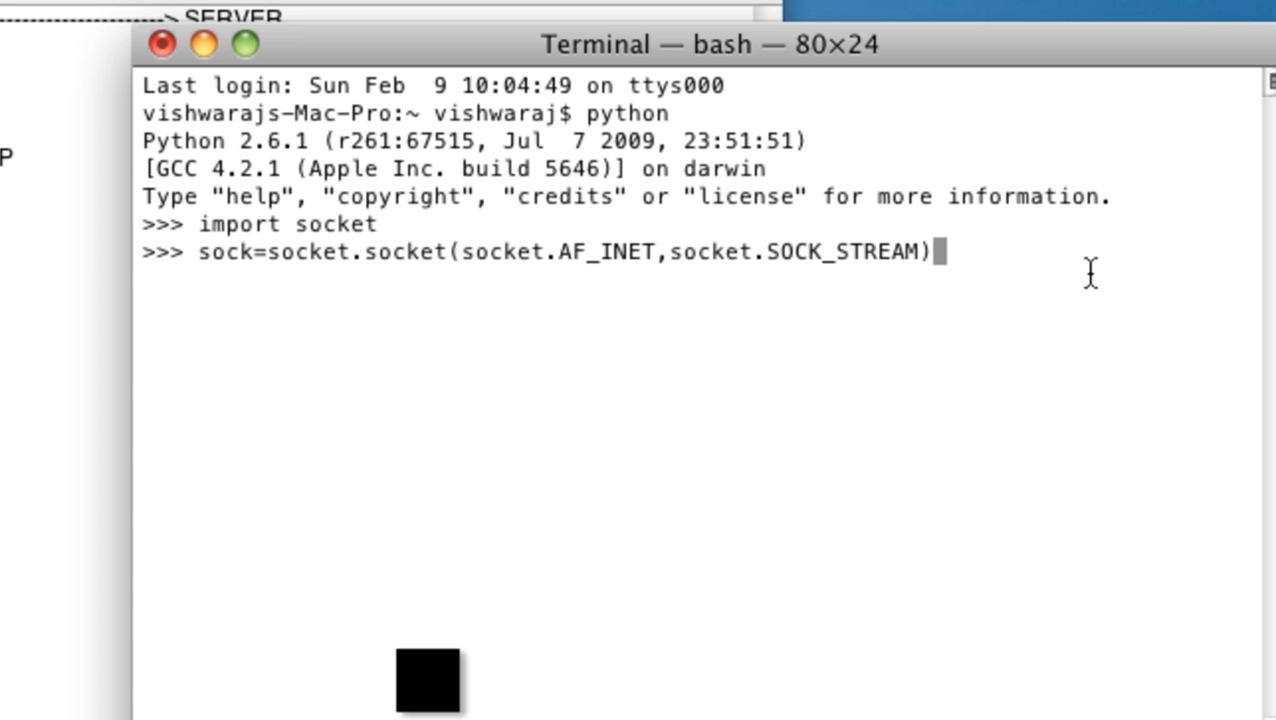 --------------------> SERVER
P
Terminal — bash — 80×24
Last login: Sun Feb  9 10:04:49 on ttys000
vishwarajs-Mac-Pro:~ vishwaraj$ python
Python 2.6.1 (r261:67515, Jul  7 2009, 23:51:51)
[GCC 4.2.1 (Apple Inc. build 5646)] on darwin
Type "help", "copyright", "credits" or "license" for more information.
>>> import socket
>>> sock=socket.socket(socket.AF_INET,socket.SOCK_STREAM)